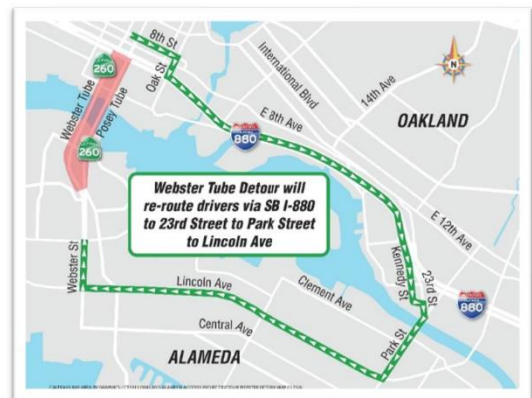 8th St
CALIFORNIA
260
Oak St
International Blvd
14th Ave
N
Webster Tube
Posey Tube
E 8th Ave
OAKLAND
880
260
Webster Tube Detour will
re-route drivers via SB I-880
to 23rd Street to Park Street
to Lincoln Ave
E 12th Ave
Kennedy St
23rd St
880
Webster St
Lincoln Ave
Clement Ave
Central Ave
Park St
ALAMEDA